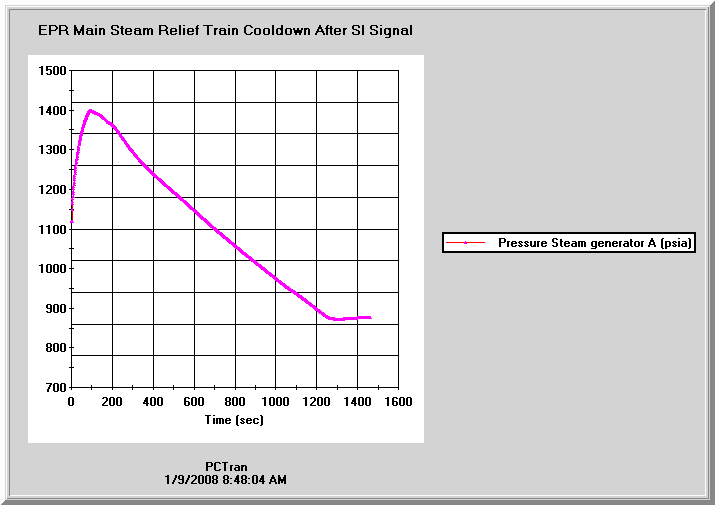 EPR Main Steam Relief Train Cooldown After SI Signal
1500
1400
1300
1200
1100
1000
900
800
700
0 200 400 600 800 1000 1200 1400 1600
Time (sec)
Pressure Steam generator A (psia)
PCTran
1/9/2008 8:48:04 AM